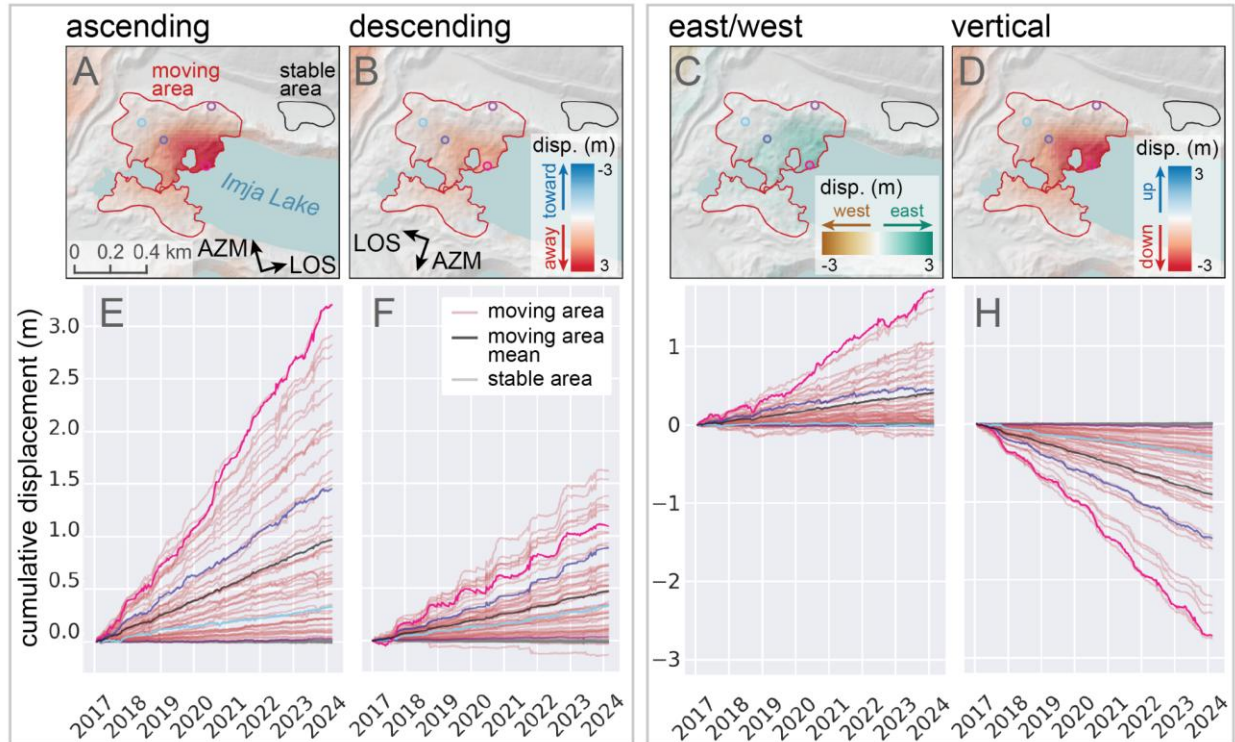 ascending
descending
east/west
vertical
A
moving
area
stable
area
Imja Lake
0 0.2 0.4 km
AZM
LOS
B
disp. (m)
-3
toward
away
3
LOS
AZM
C
disp. (m)
west east
-3 3
D
disp. (m)
3
up
down
-3
cumulative displacement (m)
E
3.0
2.5
2.0
1.5
1.0
0.5
0.0
2017 2018 2019 2020 2021 2022 2023 2024
F
moving area
moving area
mean
stable area
2017 2018 2019 2020 2021 2022 2023 2024
1
0
−1
−2
−3
2017 2018 2019 2020 2021 2022 2023 2024
H
2017 2018 2019 2020 2021 2022 2023 2024